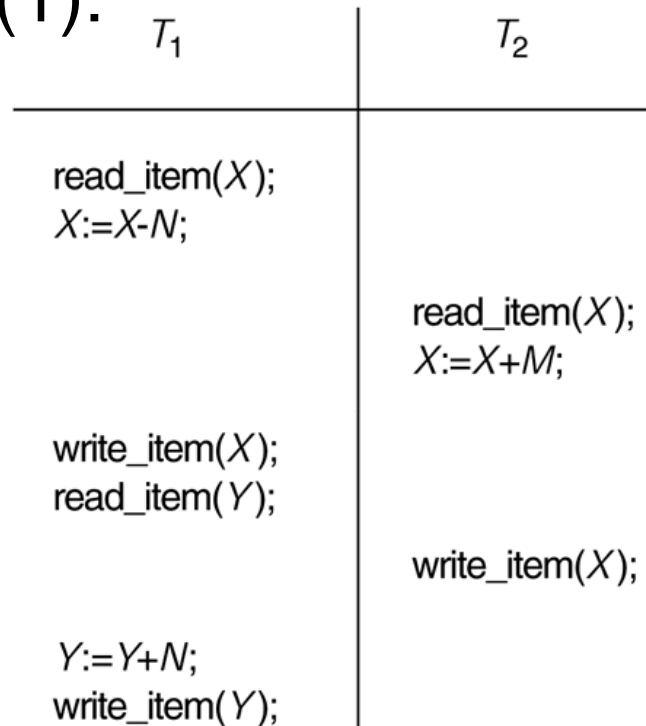 (1).
T1 T2
read_item(X);
X:=X-N;
read_item(X);
X:=X+M;
write_item(X);
read_item(Y);
write_item(X);
Y:=Y+N;
write_item(Y);